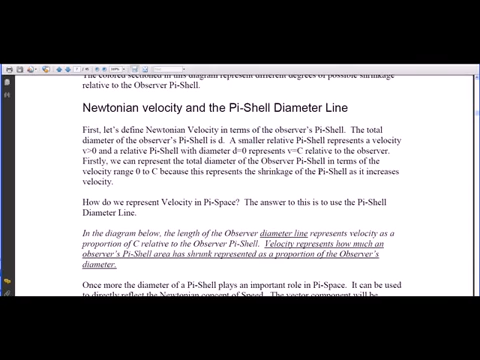 The colored sectioned in this diagram represent different degrees of possible shrinkage
relative to the Observer Pi-Shell.
Newtonian velocity and the Pi-Shell Diameter Line
First, let's define Newtonian Velocity in terms of the observer's Pi-Shell. The total
diameter of the observer's Pi-Shell is d. A smaller relative Pi-Shell represents a velocity
v>0 and a relative Pi-Shell with diameter d=0 represents v=C relative to the observer.
Firstly, we can represent the total diameter of the Observer Pi-Shell in terms of the
velocity range 0 to C because this represents the shrinkage of the Pi-Shell as it increases
velocity.
How do we represent Velocity in Pi-Space? The answer to this is to use the Pi-Shell
Diameter Line.
In the diagram below, the length of the Observer diameter line represents velocity as a
proportion of C relative to the Observer Pi-Shell. Velocity represents how much an
observer's Pi-Shell area has shrunk represented as a proportion of the Observer's
diameter.
Once more the diameter of a Pi-Shell plays an important role in Pi-Space. It can be used
to directly reflect the Newtonian concept of Speed. The vector component will be